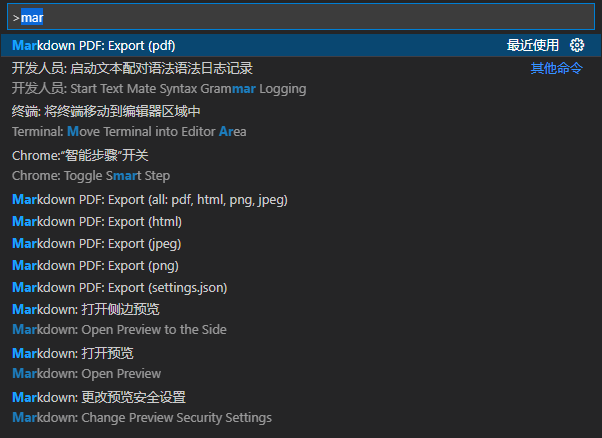 >mar
Markdown PDF: Export (pdf) 最近使用
开发人员: 启动文本配对语法语法日志记录 其他命令
开发人员: Start Text Mate Syntax Grammar Logging
终端: 将终端移动到编辑器区域中
Terminal: Move Terminal into Editor Area
Chrome:“智能步骤”开关
Chrome: Toggle Smart Step
Markdown PDF: Export (all: pdf, html, png, jpeg)
Markdown PDF: Export (html)
Markdown PDF: Export (jpeg)
Markdown PDF: Export (png)
Markdown PDF: Export (settings.json)
Markdown: 打开侧边预览
Markdown: Open Preview to the Side
Markdown: 打开预览
Markdown: Open Preview
Markdown: 更改预览安全设置
Markdown: Change Preview Security Settings